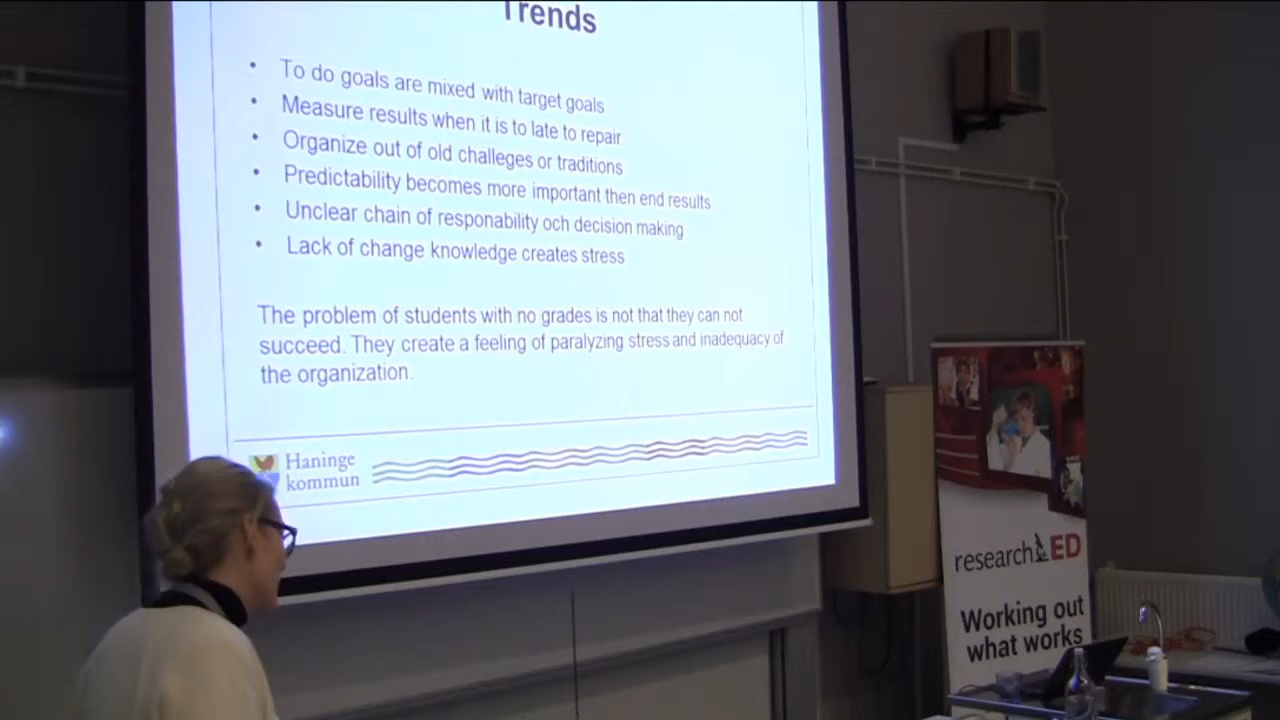 Trends
• To do goals are mixed with target goals
• Measure results when it is to late to repair
• Organize out of old challeges or traditions
• Predictability becomes more important then end results
• Unclear chain of responability och decision making
• Lack of change knowledge creates stress
The problem of students with no grades is not that they can not
succeed. They create a feeling of paralyzing stress and inadequacy of
the organization.
Haninge
kommun
researchED
Working out
what works